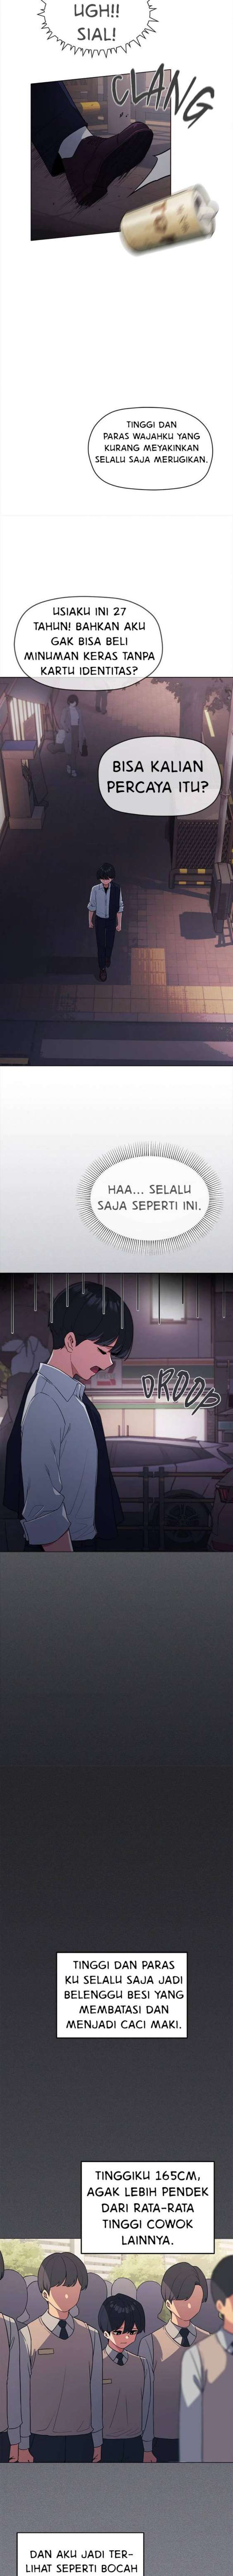 UGH!!
SIAL!
CLANG
TINGGI DAN
PARAS WAJAHKU YANG
KURANG MEYAKINKAN
SELALU SAJA MERUGIKAN.
USIAKU INI 27
TAHUN! BAHKAN AKU
GAK BISA BELI
MINUMAN KERAS TANPA
KARTU IDENTITAS?
BISA KALIAN
PERCAYA ITU?
HAA... SELALU
SAJA SEPERTI INI.
DROOP
TINGGI DAN PARAS
KU SELALU SAJA JADI
BELENGGU BESI YANG
MEMBATASI DAN
MENJADI CACI MAKI.
TINGGIKU 165CM,
AGAK LEBIH PENDEK
DARI RATA-RATA
TINGGI COWOK
LAINNYA.
DAN AKU JADI TER-
LIHAT SEPERTI BOCAH